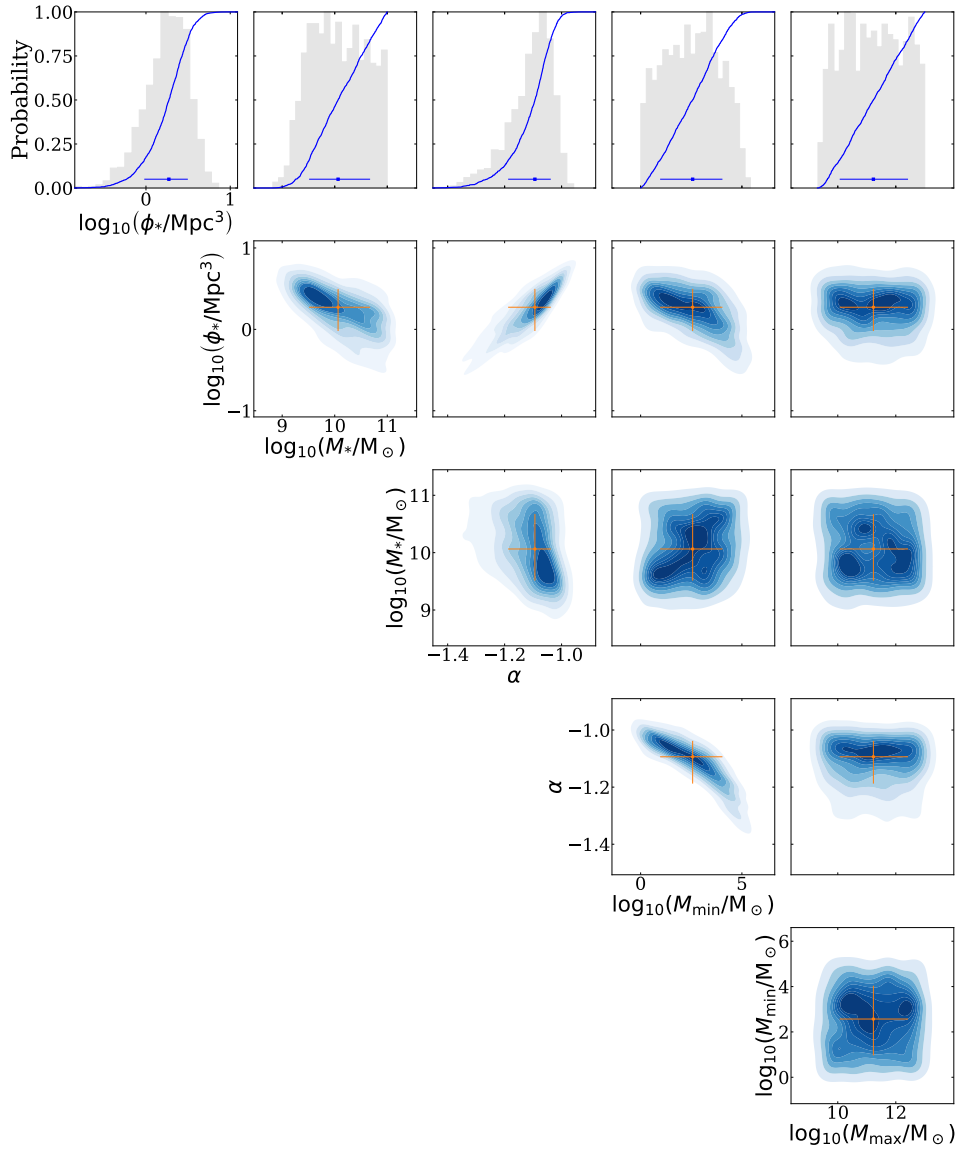 1.00
0.75
0.50
0.25
0.00
Probability
0 1
log₁₀(ϕ*/Mpc³)
1
0
−1
log₁₀(ϕ*/Mpc³)
9 10 11
log₁₀(M*/M⊙)
11
10
9
log₁₀(M*/M⊙)
−1.4 −1.2 −1.0
α
−1.0
−1.2
−1.4
α
0 5
log₁₀(Mmin/M⊙)
6
4
2
0
log₁₀(Mmin/M⊙)
10 12
log₁₀(Mmax/M⊙)